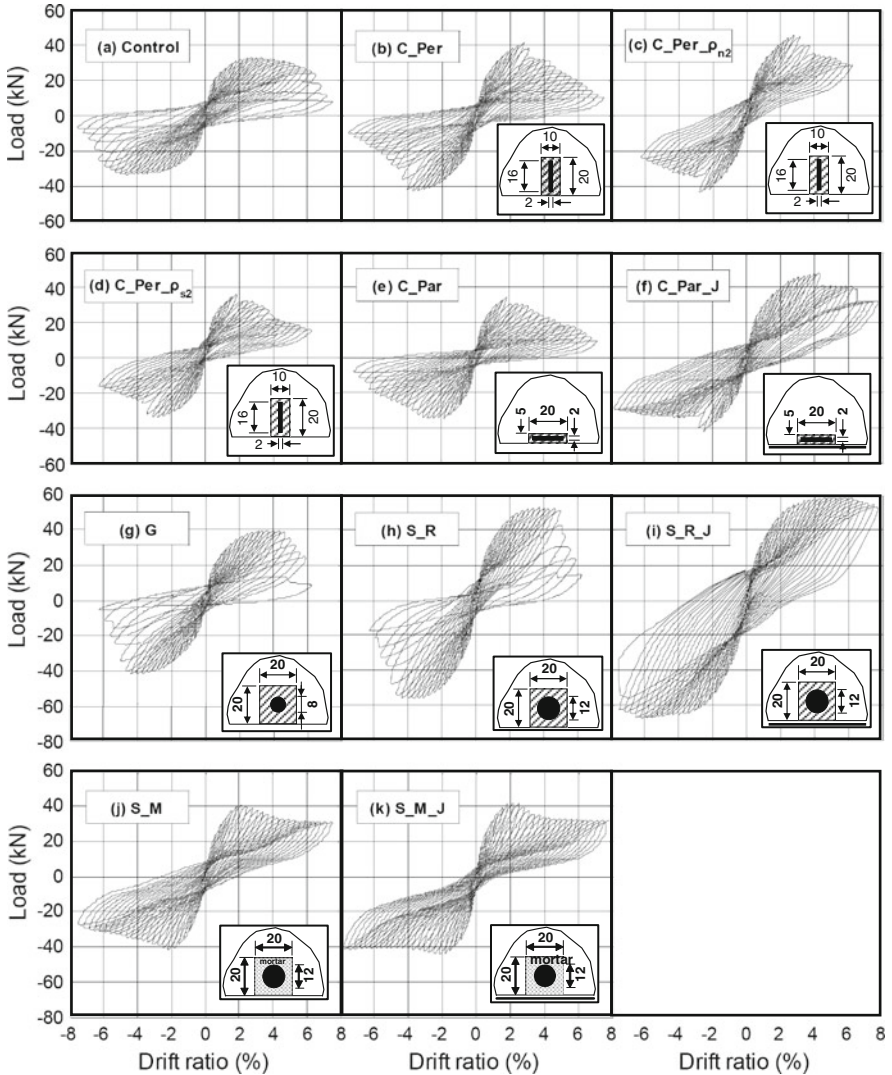 60
40
20
0
-20
-40
-60
Load (kN)
(a) Control
(b) C_Per
10
16
20
2
(c) C_Per_ρn2
10
16
20
2
60
40
20
0
-20
-40
-60
Load (kN)
(d) C_Per_ρs2
10
16
20
2
(e) C_Par
5
20
2
(f) C_Par_J
5
20
2
60
40
20
0
-20
-40
-60
-80
Load (kN)
(g) G
20
20
8
(h) S_R
20
20
12
(i) S_R_J
20
20
12
60
40
20
0
-20
-40
-60
-80
Load (kN)
(j) S_M
20
mortar
20
12
(k) S_M_J
20
mortar
20
12
-8 -6 -4 -2 0 2 4 6 8
-6 -4 -2 0 2 4 6 8
-6 -4 -2 0 2 4 6 8
Drift ratio (%)
Drift ratio (%)
Drift ratio (%)